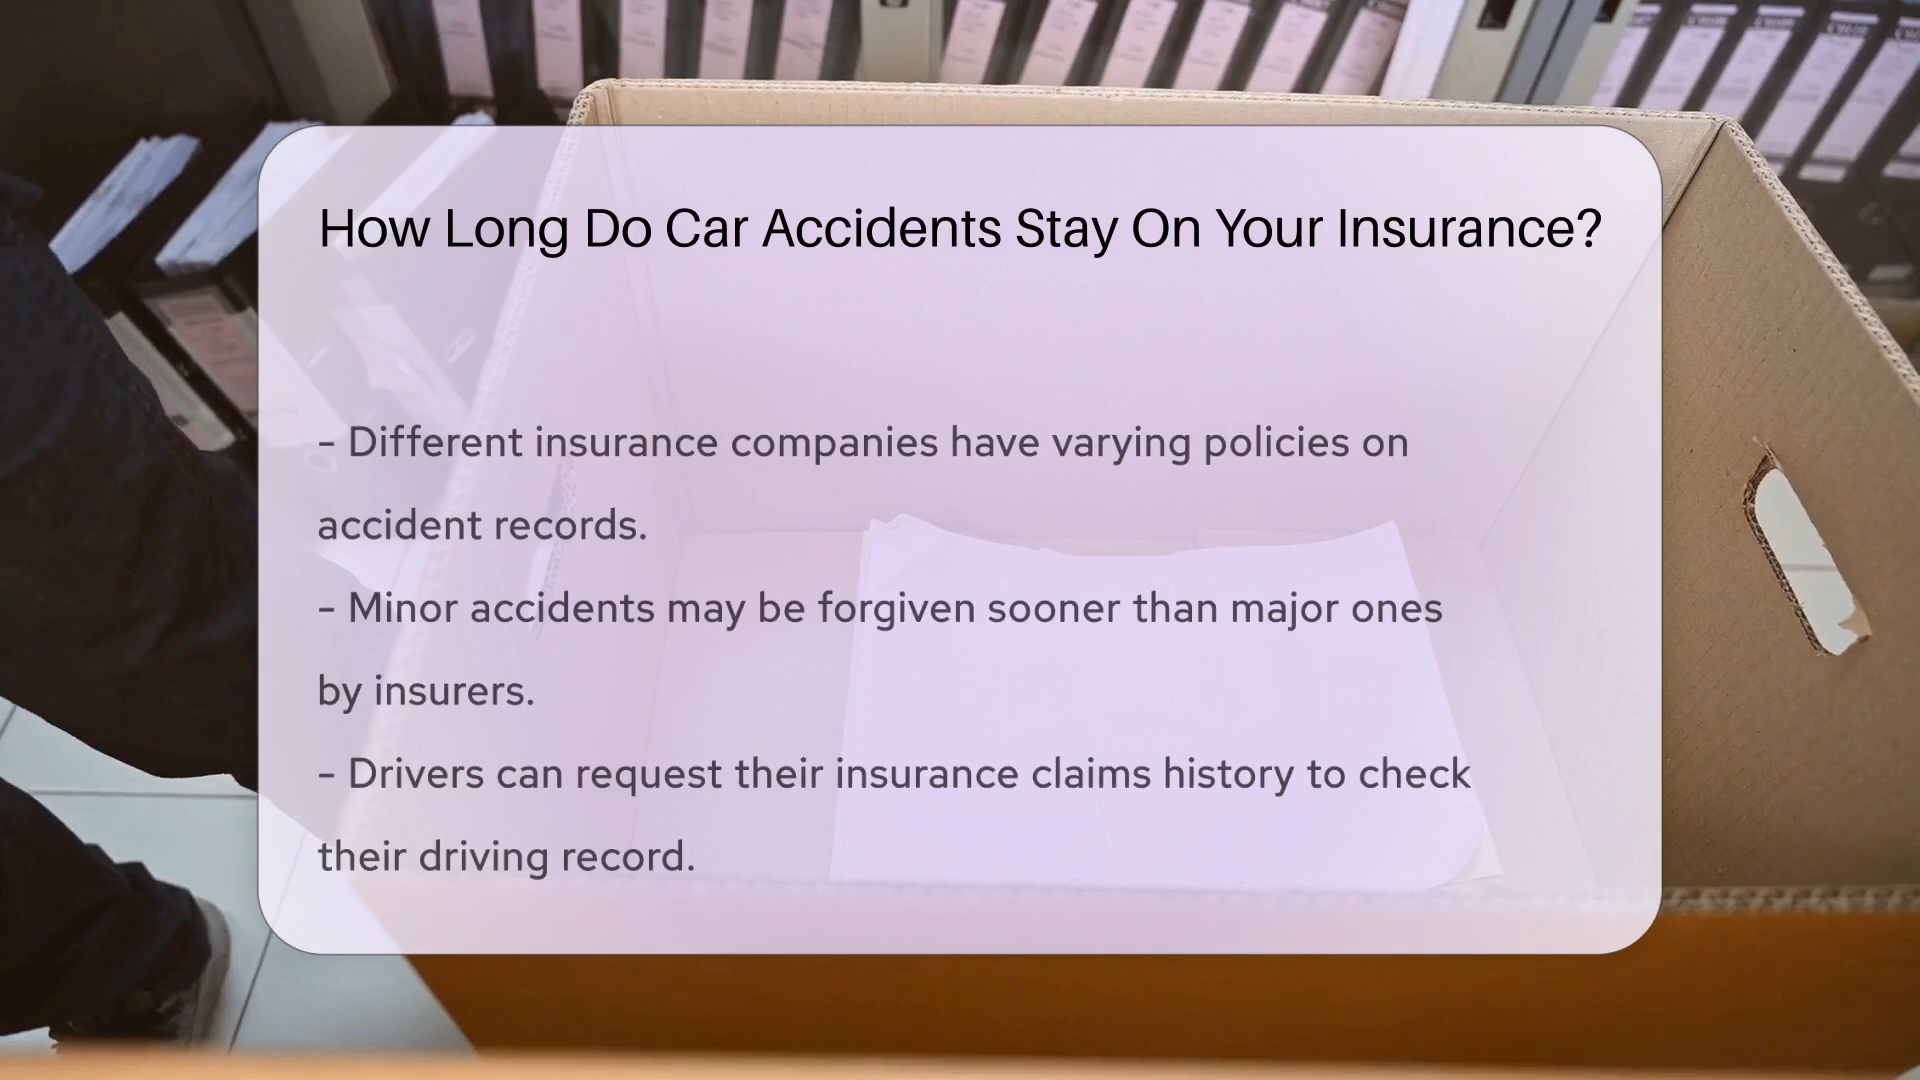 How Long Do Car Accidents Stay On Your Insurance?
- Different insurance companies have varying policies on
accident records.
- Minor accidents may be forgiven sooner than major ones
by insurers.
- Drivers can request their insurance claims history to check
their driving record.